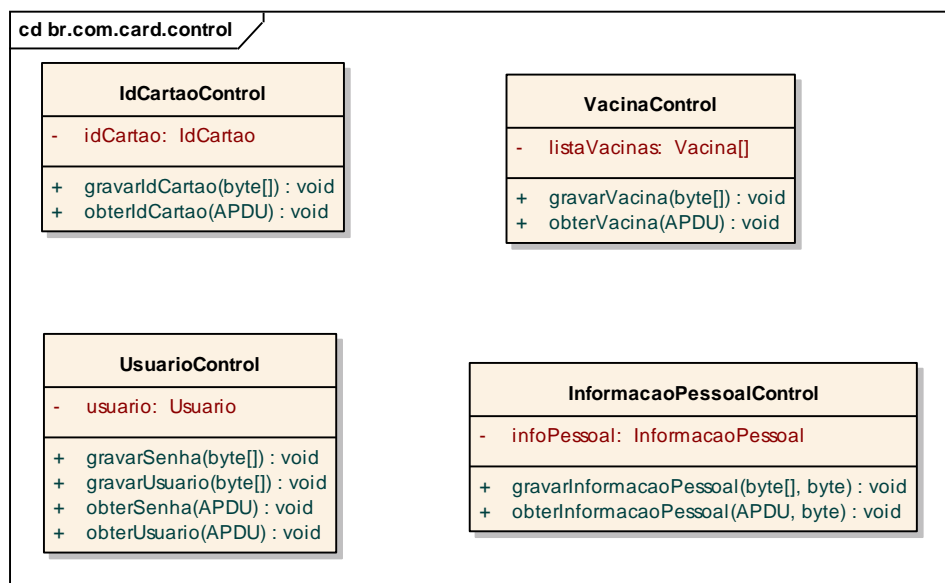 cd br.com.card.control
IdCartaoControl
- idCartao: IdCartao
+ gravarIdCartao(byte[]) : void
+ obterIdCartao(APDU) : void
VacinaControl
- listaVacinas: Vacina[]
+ gravarVacina(byte[]) : void
+ obterVacina(APDU) : void
UsuarioControl
- usuario: Usuario
+ gravarSenha(byte[]) : void
+ gravarUsuario(byte[]) : void
+ obterSenha(APDU) : void
+ obterUsuario(APDU) : void
InformacaoPessoalControl
- infoPessoal: InformacaoPessoal
+ gravarInformacaoPessoal(byte[], byte) : void
+ obterInformacaoPessoal(APDU, byte) : void